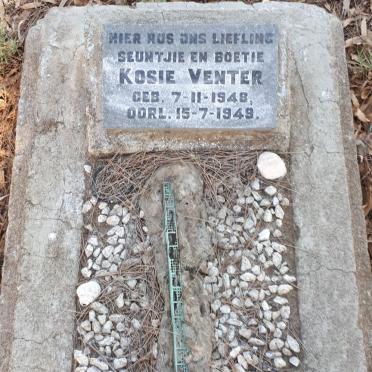 HIER RUS ONS LIEFLING
SEUNTJIE EN BOETIE
KOSIE VENTER
GEB. 7-11-1948,
OORL. 15-7-1949.